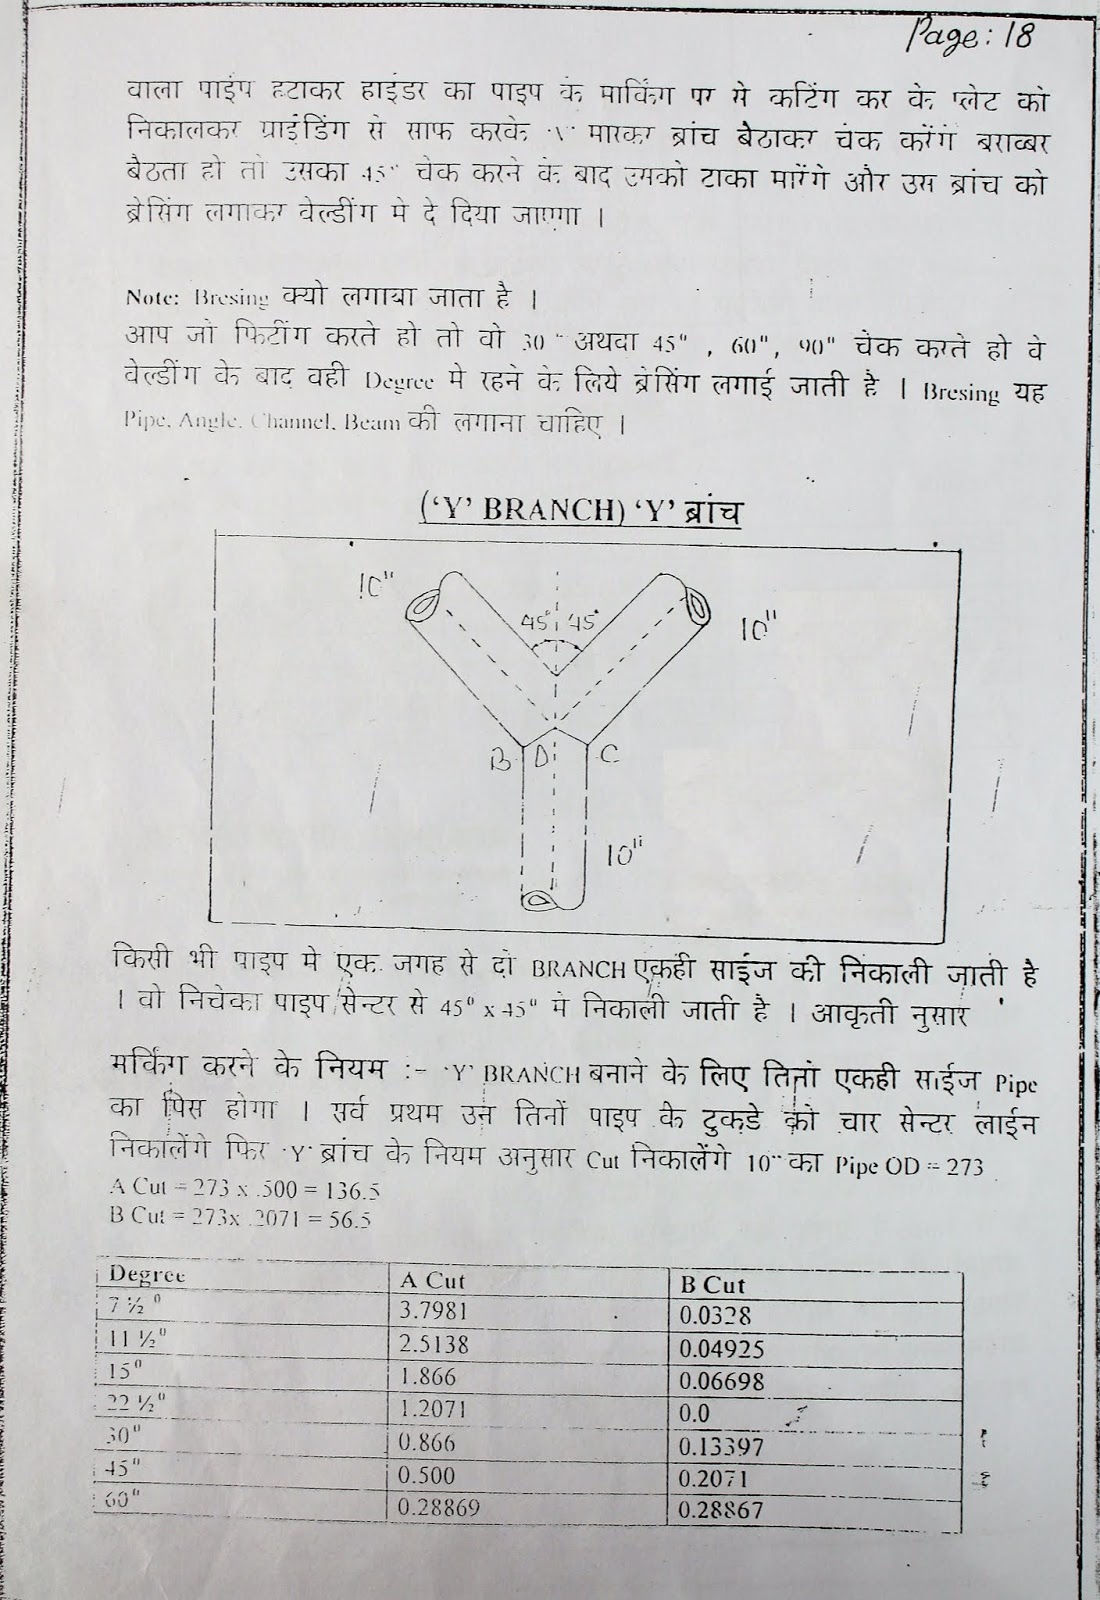 Page: 18
वाला पाईप हटाकर हाईडर का पाइप के मार्किंग पर से कटिंग कर के प्लेट को
निकालकर ग्राईंडिंग से साफ करके 'V' मारकर ब्रांच बैठाकर चेक करेंगे बराब्बर
बैठता हो तो उसका 45° चेक करने के बाद उसको टाका मारेंगे और उस ब्रांच को
ब्रेसिंग लगाकर वेल्डींग मे दे दिया जाएगा ।
Note: Bresing क्यो लगाया जाता है ।
आप जो फिटींग करते हो तो वो 30° अथवा 45°, 60°, 90° चेक करते हो वे
वेल्डींग के बाद वही Degree मे रहने के लिये ब्रेसिंग लगाई जाती है । Bresing यह
Pipe, Angle, Channel, Beam की लगाना चाहिए ।
('Y' BRANCH) 'Y' ब्रांच
10"
45° 45°
10"
B D C
10"
किसी भी पाइप मे एक जगह से दो BRANCH एकही साईज की निकाली जाती है
। वो निचेका पाइप सेन्टर से 45° x 45° मे निकाली जाती है । आकृती नुसार
मर्किंग करने के नियम :- 'Y' BRANCH बनाने के लिए तिनो एकही साईज Pipe
का पिस होगा । सर्व प्रथम उन तिनों पाइप के टुकडे को चार सेन्टर लाईन
निकालेंगे फिर 'Y' ब्रांच के नियम अनुसार Cut निकालेंगे 10" का Pipe OD = 273
A Cut = 273 x .500 = 136.5
B Cut = 273x .2071 = 56.5
Degree A Cut B Cut
7 ½° 3.7981 0.0328
11 ½° 2.5138 0.04925
15° 1.866 0.06698
22 ½° 1.2071 0.0
30° 0.866 0.13397
45° 0.500 0.2071
60° 0.28869 0.28867